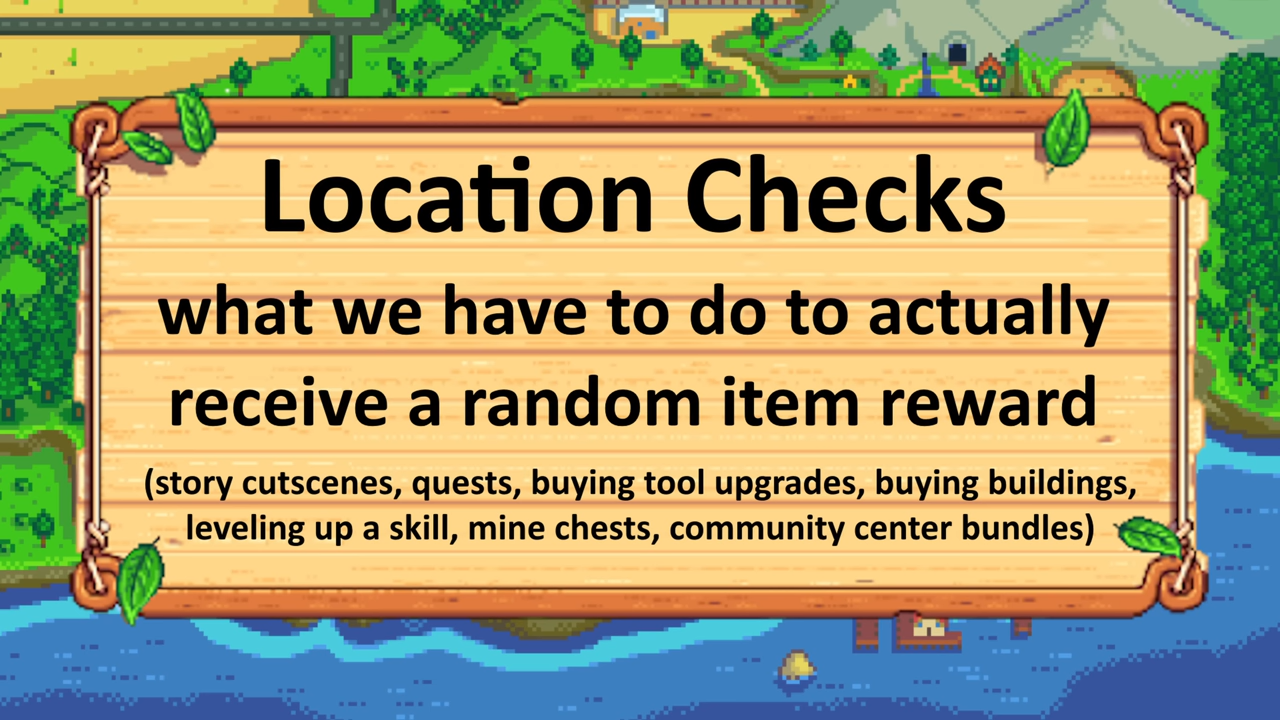 Location Checks
what we have to do to actually
receive a random item reward
(story cutscenes, quests, buying tool upgrades, buying buildings,
leveling up a skill, mine chests, community center bundles)